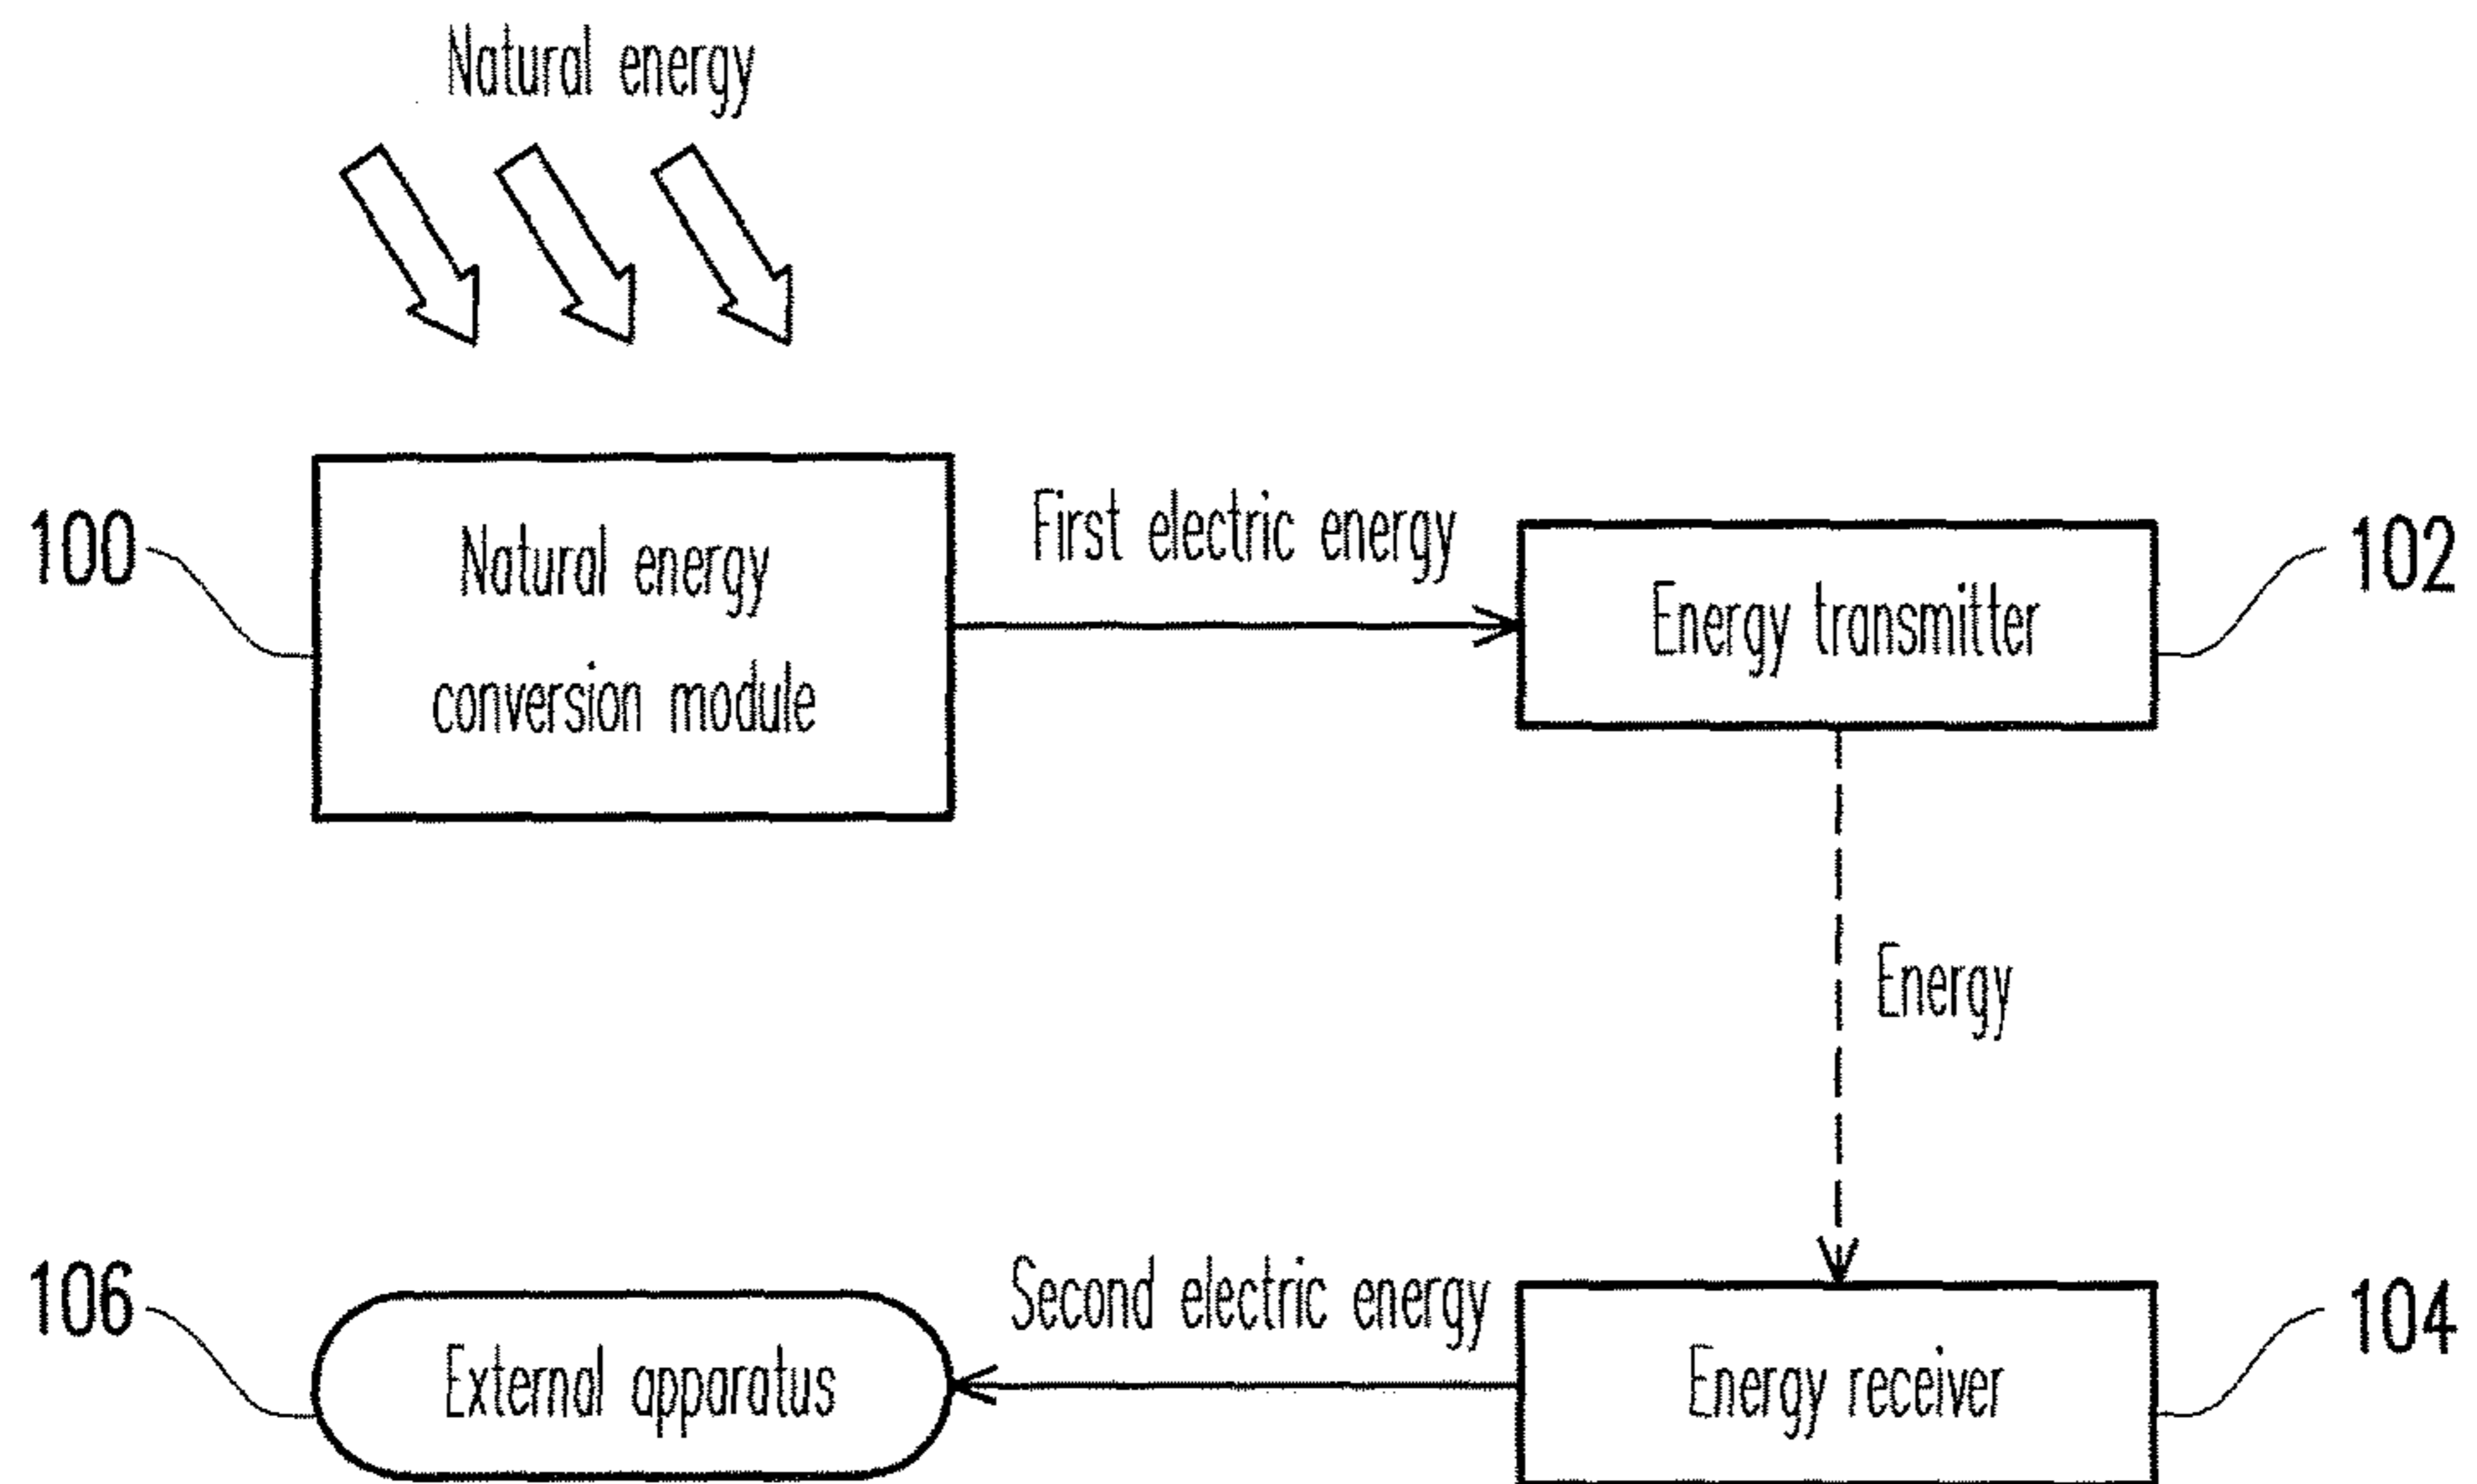 Natural energy
100
Natural energy
conversion module
First electric energy
Energy transmitter
102
Energy
106
External apparatus
Second electric energy
Energy receiver
104